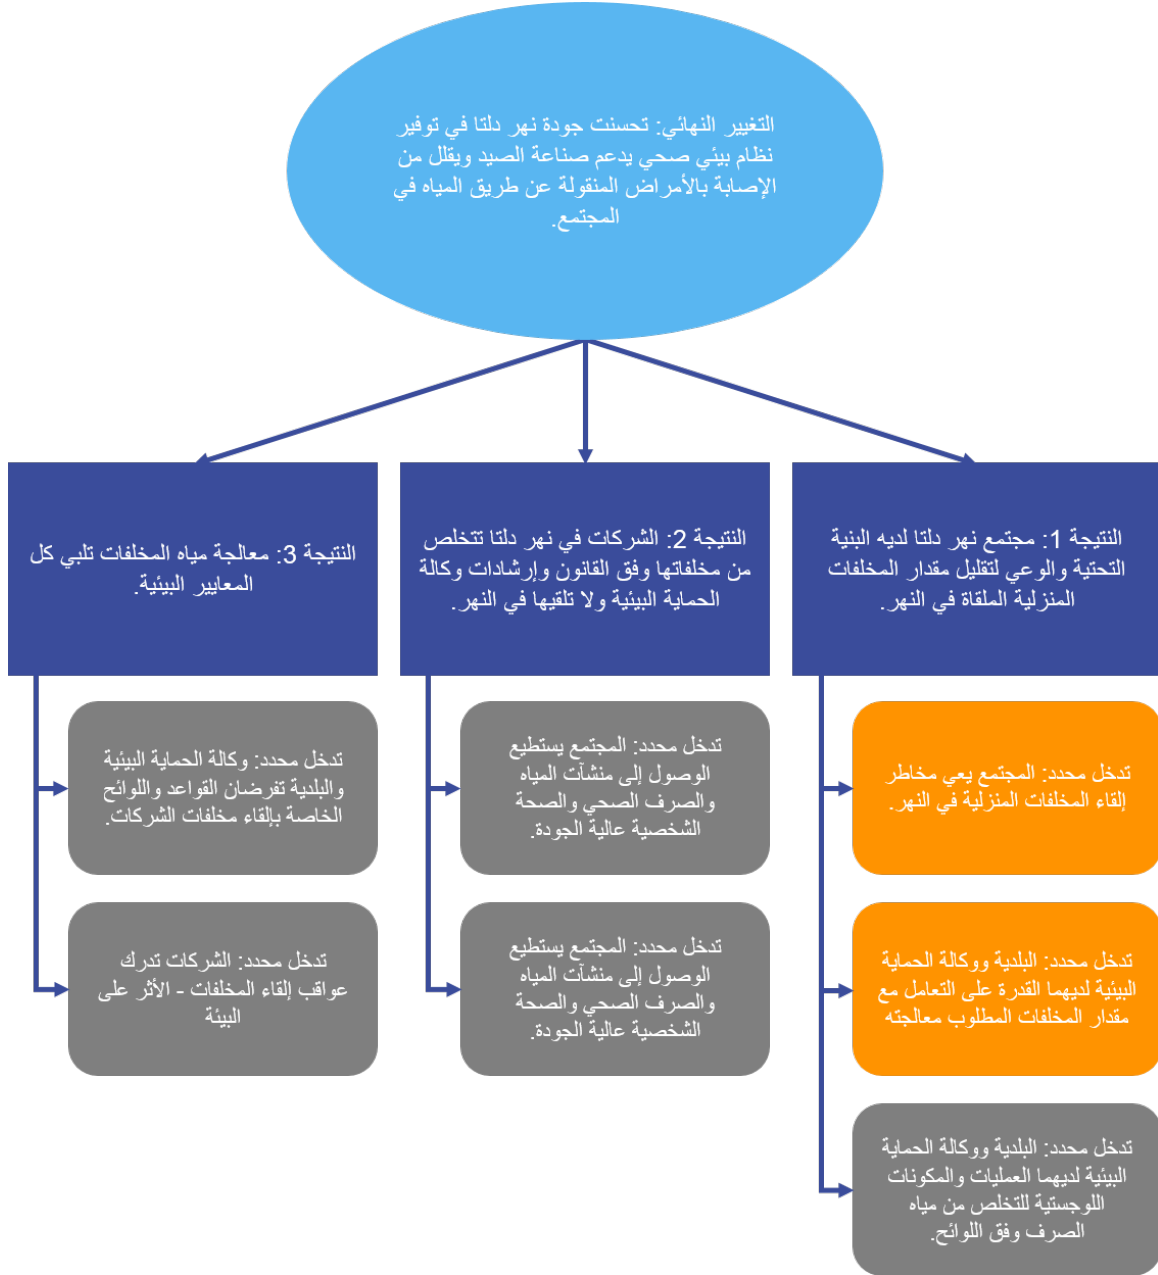 التغيير النهائي: تحسنت جودة نهر دلتا في توفير
نظام بيئي صحي يدعم صناعة الصيد ويقلل من
الإصابة بالأمراض المنقولة عن طريق المياه في
المجتمع.
النتيجة 1: مجتمع نهر دلتا لديه البنية
التحتية والوعي لتقليل مقدار المخلفات
المنزلية الملقاة في النهر.
تدخل محدد: المجتمع يعي مخاطر
إلقاء المخلفات المنزلية في النهر.
تدخل محدد: البلدية ووكالة الحماية
البيئية لديهما القدرة على التعامل مع
مقدار المخلفات المطلوب معالجته
تدخل محدد: البلدية ووكالة الحماية
البيئية لديهما العمليات والمكونات
اللوجستية للتخلص من مياه
الصرف وفق اللوائح.
النتيجة 2: الشركات في نهر دلتا تتخلص
من مخلفاتها وفق القانون وإرشادات وكالة
الحماية البيئية ولا تلقيها في النهر.
تدخل محدد: المجتمع يستطيع
الوصول إلى منشآت المياه
والصرف الصحي والصحة
الشخصية عالية الجودة.
تدخل محدد: المجتمع يستطيع
الوصول إلى منشآت المياه
والصرف الصحي والصحة
الشخصية عالية الجودة.
النتيجة 3: معالجة مياه المخلفات تلبي كل
المعايير البيئية.
تدخل محدد: وكالة الحماية البيئية
والبلدية تفرضان القواعد واللوائح
الخاصة بإلقاء مخلفات الشركات.
تدخل محدد: الشركات تدرك
عواقب إلقاء المخلفات - الأثر على
البيئة